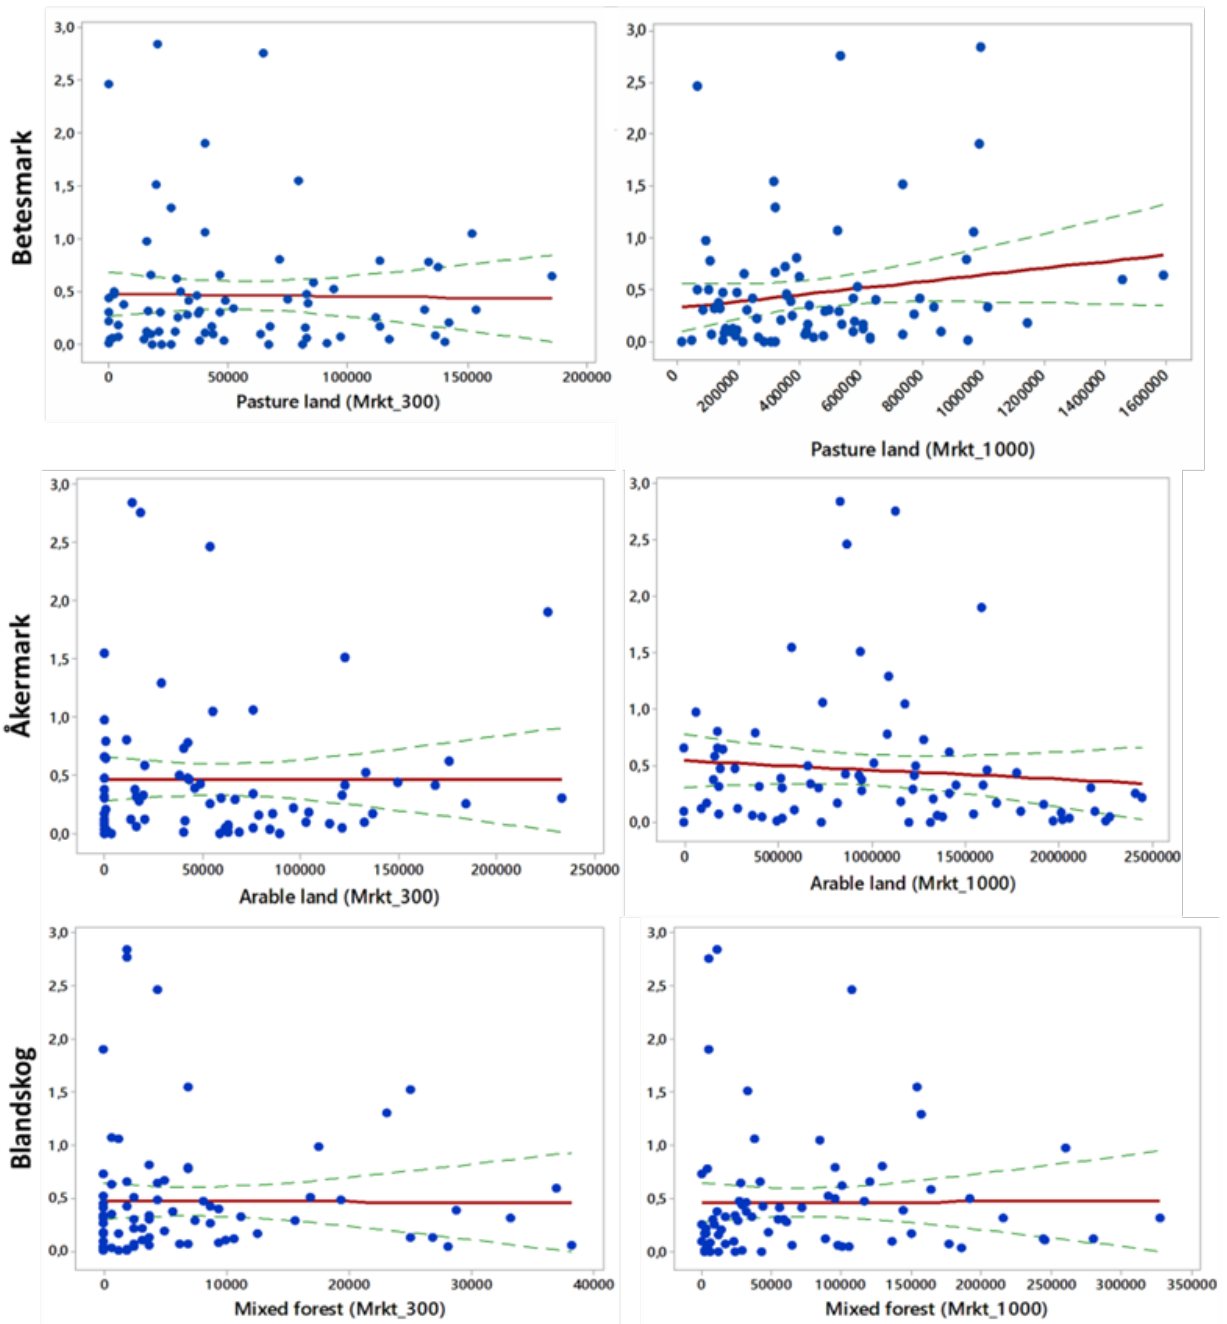 Betesmark
3,0
2,5
2,0
1,5
1,0
0,5
0,0
0 50000 100000 150000 200000
Pasture land (Mrkt_300)
3,0
2,5
2,0
1,5
1,0
0,5
0,0
0 200000 400000 600000 800000 1000000 1200000 1400000 1600000
Pasture land (Mrkt_1000)
Åkermark
3,0
2,5
2,0
1,5
1,0
0,5
0,0
0 50000 100000 150000 200000 250000
Arable land (Mrkt_300)
3,0
2,5
2,0
1,5
1,0
0,5
0,0
0 500000 1000000 1500000 2000000 2500000
Arable land (Mrkt_1000)
Blandskog
3,0
2,5
2,0
1,5
1,0
0,5
0,0
0 10000 20000 30000 40000
Mixed forest (Mrkt_300)
3,0
2,5
2,0
1,5
1,0
0,5
0,0
0 50000 100000 150000 200000 250000 300000 350000
Mixed forest (Mrkt_1000)